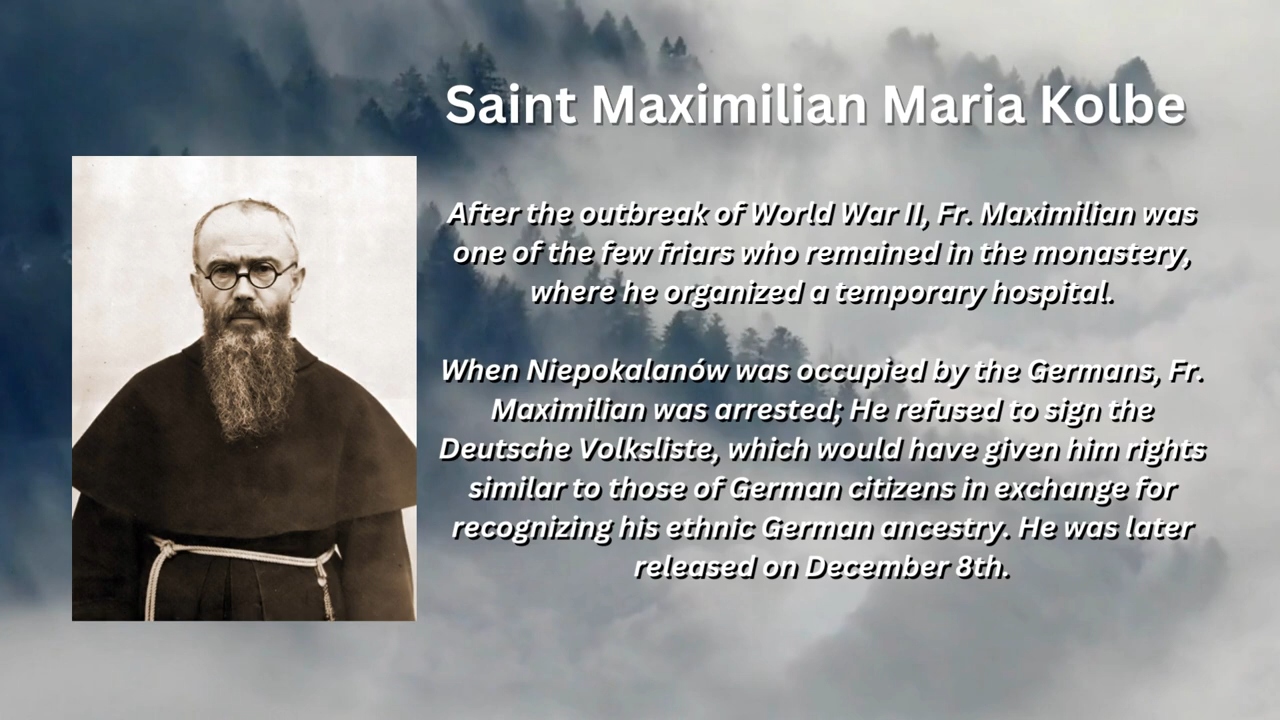 Saint Maximilian Maria Kolbe
After the outbreak of World War II, Fr. Maximilian was
one of the few friars who remained in the monastery,
where he organized a temporary hospital.
When Niepokalanów was occupied by the Germans, Fr.
Maximilian was arrested; He refused to sign the
Deutsche Volksliste, which would have given him rights
similar to those of German citizens in exchange for
recognizing his ethnic German ancestry. He was later
released on December 8th.